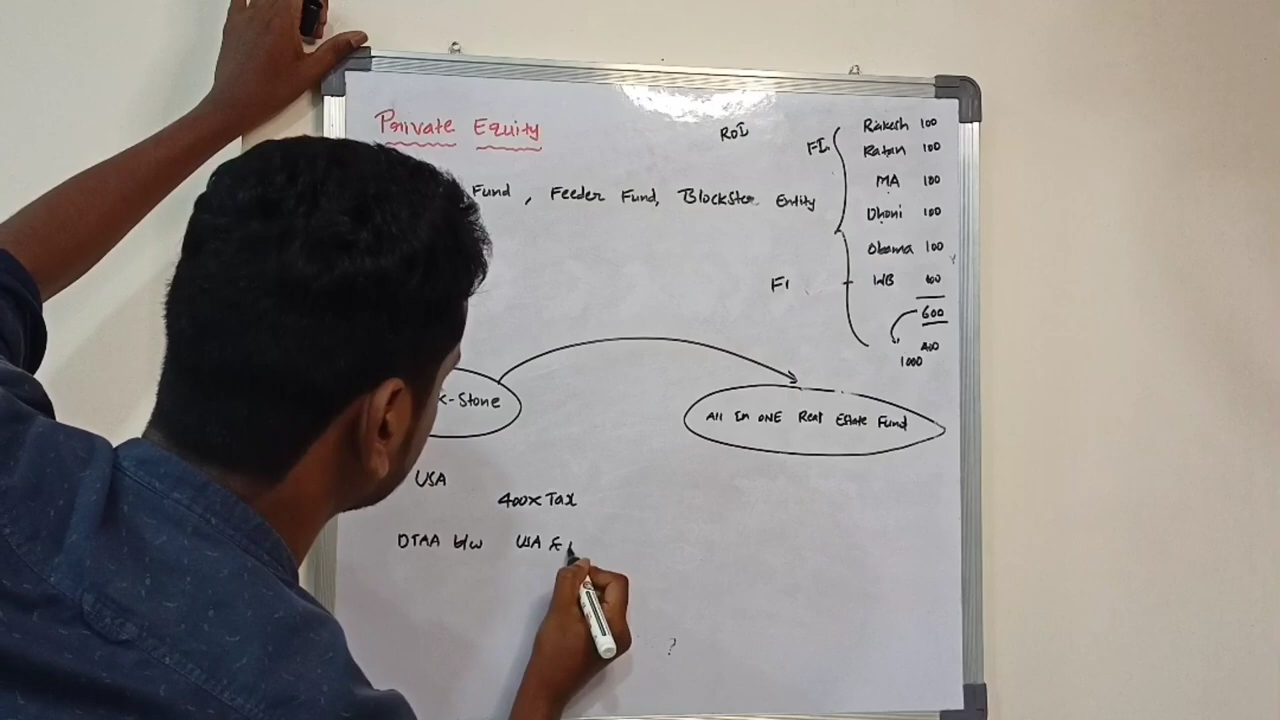 Private Equity
RoI
Fund, Feeder Fund, Blocker Entity
FI
Rakesh 100
Ratan 100
MA 100
Dhoni 100
Obama 100
FI
WB 100
600
400
1000
K-Stone
All In ONE Real Estate Fund
USA
400x Tax
DTAA b/w USA &
?